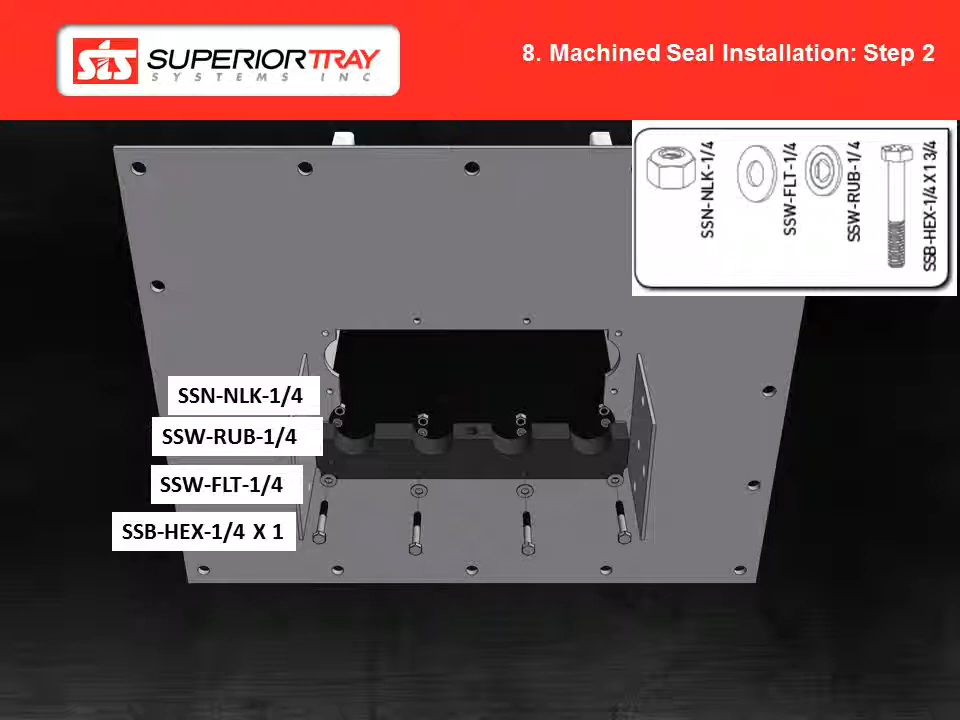 sis SUPERIORTRAY
SYSTEMS INC
8. Machined Seal Installation: Step 2
SSN-NLK-1/4
SSW-FLT-1/4
SSW-RUB-1/4
SSB-HEX-1/4 X 1 3/4
SSN-NLK-1/4
SSW-RUB-1/4
SSW-FLT-1/4
SSB-HEX-1/4 X 1